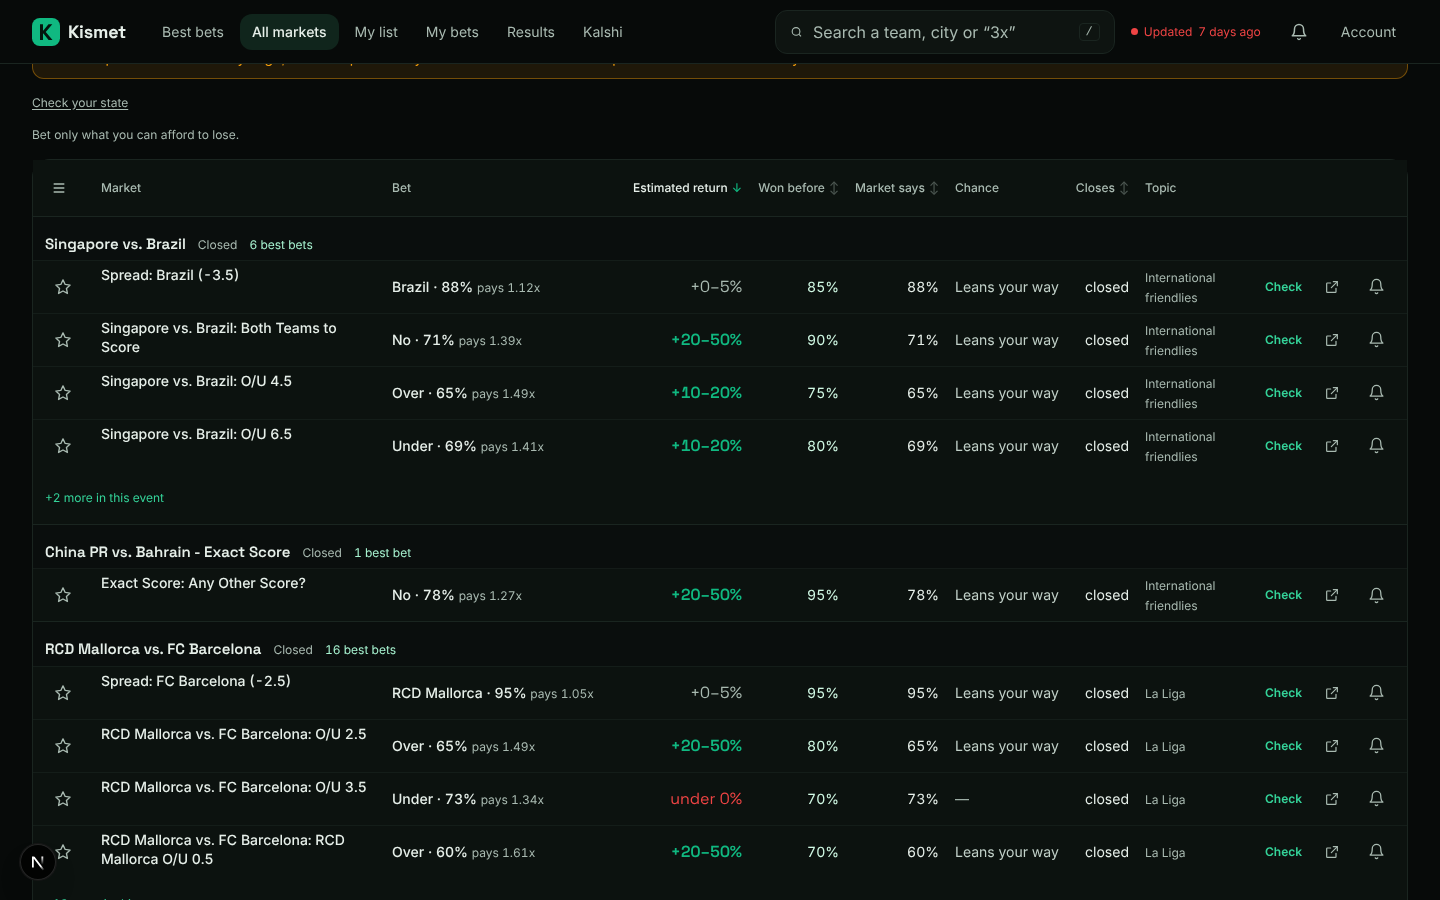 K Kismet Best bets All markets My list My bets Results Kalshi Search a team, city or “3x” / Updated 7 days ago Account
Check your state
Bet only what you can afford to lose.
Market Bet Estimated return ↓ Won before Market says Chance Closes Topic
Singapore vs. Brazil Closed 6 best bets
Spread: Brazil (-3.5)
Brazil · 88% pays 1.12x +0–5% 85% 88% Leans your way closed International friendlies Check
Singapore vs. Brazil: Both Teams to Score
No · 71% pays 1.39x +20–50% 90% 71% Leans your way closed International friendlies Check
Singapore vs. Brazil: O/U 4.5
Over · 65% pays 1.49x +10–20% 75% 65% Leans your way closed International friendlies Check
Singapore vs. Brazil: O/U 6.5
Under · 69% pays 1.41x +10–20% 80% 69% Leans your way closed International friendlies Check
+2 more in this event
China PR vs. Bahrain - Exact Score Closed 1 best bet
Exact Score: Any Other Score?
No · 78% pays 1.27x +20–50% 95% 78% Leans your way closed International friendlies Check
RCD Mallorca vs. FC Barcelona Closed 16 best bets
Spread: FC Barcelona (-2.5)
RCD Mallorca · 95% pays 1.05x +0–5% 95% 95% Leans your way closed La Liga Check
RCD Mallorca vs. FC Barcelona: O/U 2.5
Over · 65% pays 1.49x +20–50% 80% 65% Leans your way closed La Liga Check
RCD Mallorca vs. FC Barcelona: O/U 3.5
Under · 73% pays 1.34x under 0% 70% 73% — closed La Liga Check
RCD Mallorca vs. FC Barcelona: RCD Mallorca O/U 0.5
Over · 60% pays 1.61x +20–50% 70% 60% Leans your way closed La Liga Check
N